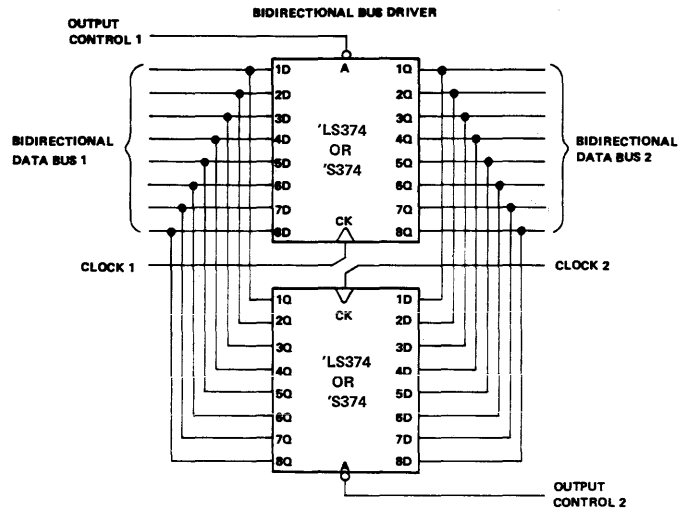 BIDIRECTIONAL BUS DRIVER
OUTPUT
CONTROL 1
A
1D
2D
3D
4D
5D
6D
7D
8D
1Q
2Q
3Q
4Q
5Q
6Q
7Q
8Q
'LS374
OR
'S374
CK
BIDIRECTIONAL
DATA BUS 1
BIDIRECTIONAL
DATA BUS 2
CLOCK 1
CLOCK 2
CK
1Q
2Q
3Q
4Q
5Q
6Q
7Q
8Q
1D
2D
3D
4D
5D
6D
7D
8D
'LS374
OR
'S374
A
OUTPUT
CONTROL 2